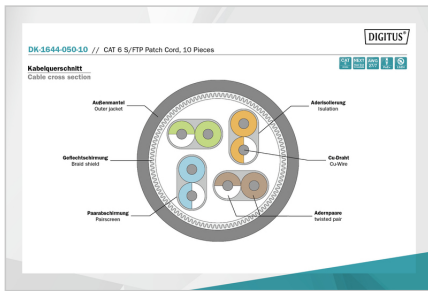 DIGITUS®
DK-1644-050-10 // CAT 6 S/FTP Patch Cord, 10 Pieces
Kabelquerschnitt
Cable cross section
Außenmantel
Outer jacket
Aderisolierung
Isolation
Geflechtschirmung
Braid shield
Cu-Draht
Cu-Wire
Paarabschirmung
Pairscreen
Adernpaare
twisted pair